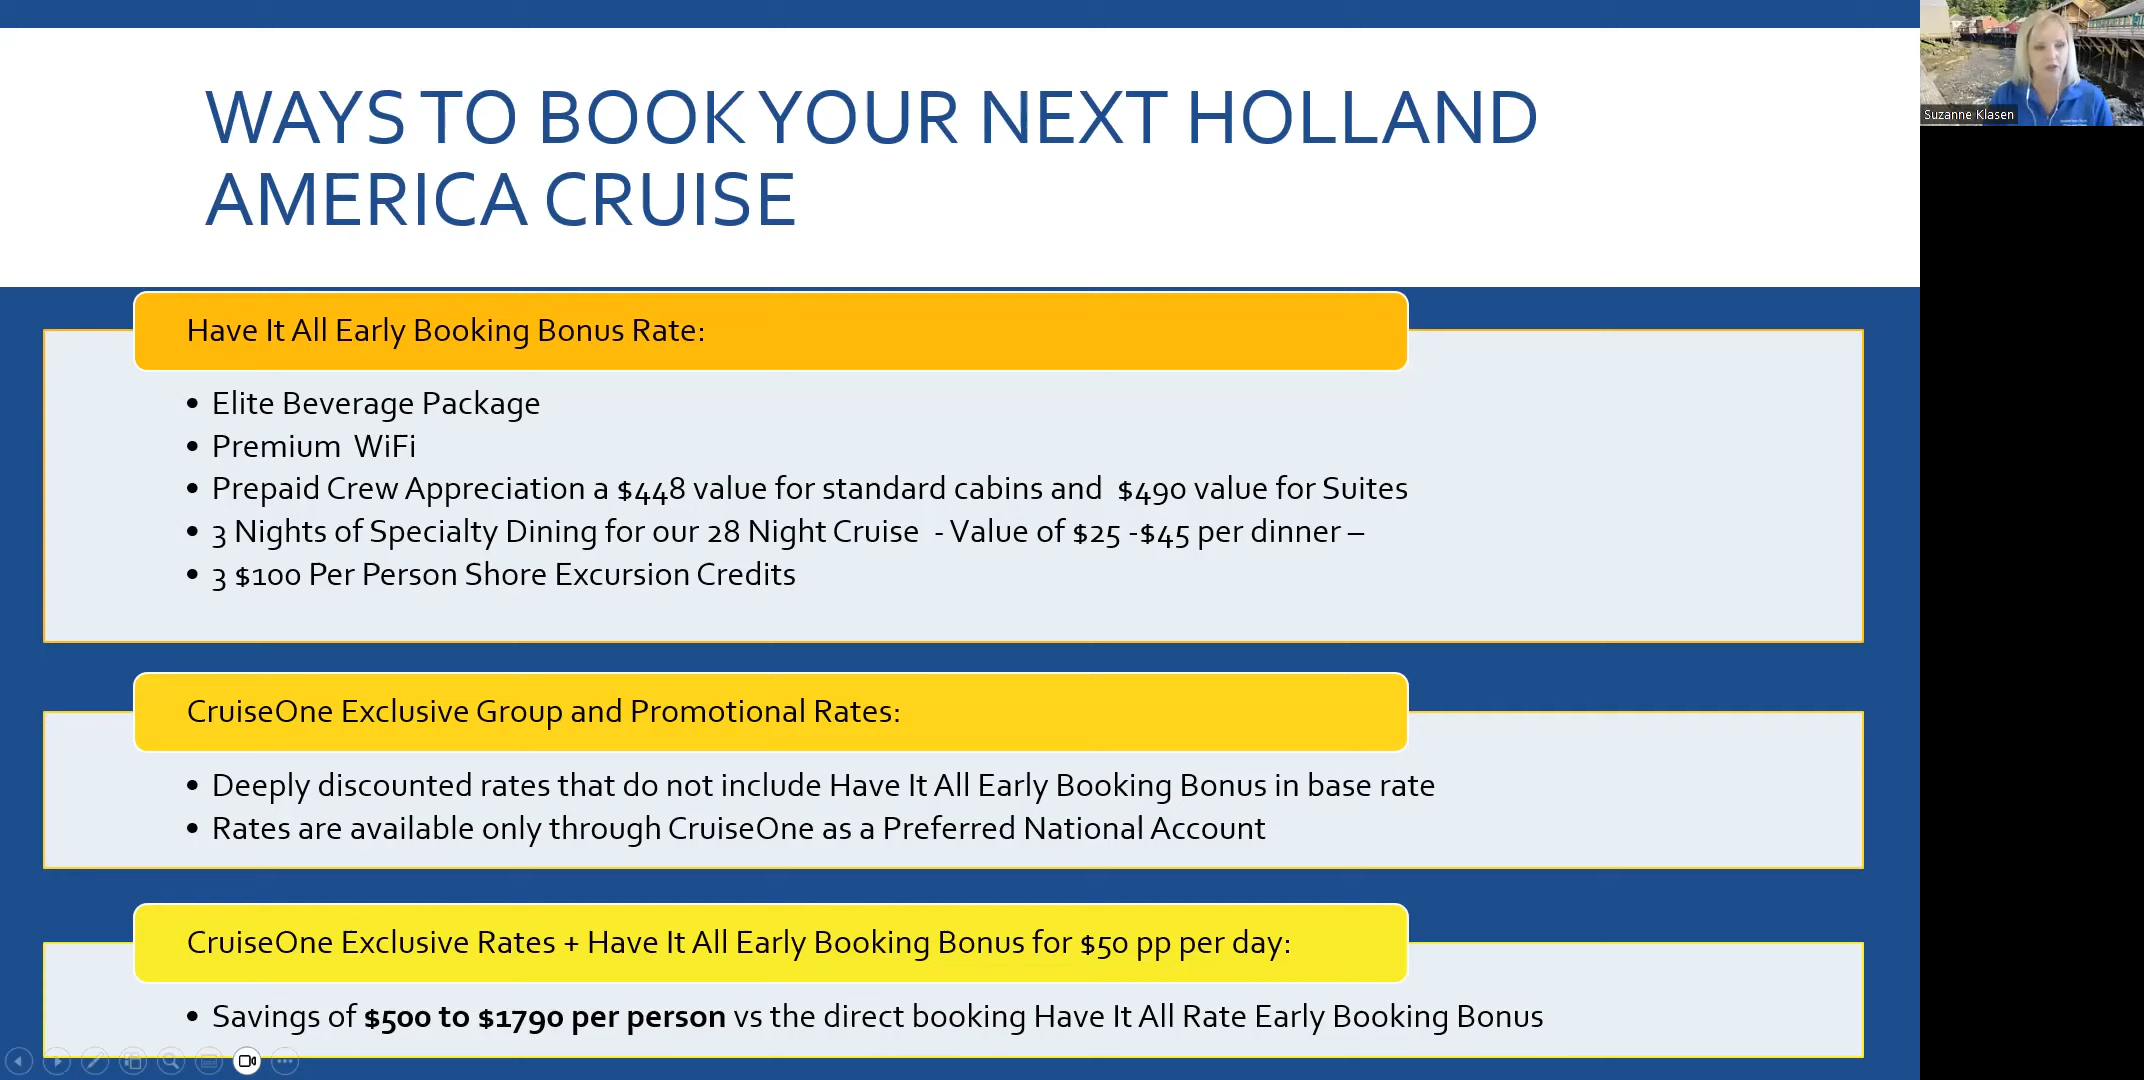 WAYS TO BOOK YOUR NEXT HOLLAND
AMERICA CRUISE
Suzanne Klasen
Have It All Early Booking Bonus Rate:
• Elite Beverage Package
• Premium WiFi
• Prepaid Crew Appreciation a $448 value for standard cabins and $490 value for Suites
• 3 Nights of Specialty Dining for our 28 Night Cruise - Value of $25 -$45 per dinner –
• 3 $100 Per Person Shore Excursion Credits
CruiseOne Exclusive Group and Promotional Rates:
• Deeply discounted rates that do not include Have It All Early Booking Bonus in base rate
• Rates are available only through CruiseOne as a Preferred National Account
CruiseOne Exclusive Rates + Have It All Early Booking Bonus for $50 pp per day:
• Savings of $500 to $1790 per person vs the direct booking Have It All Rate Early Booking Bonus